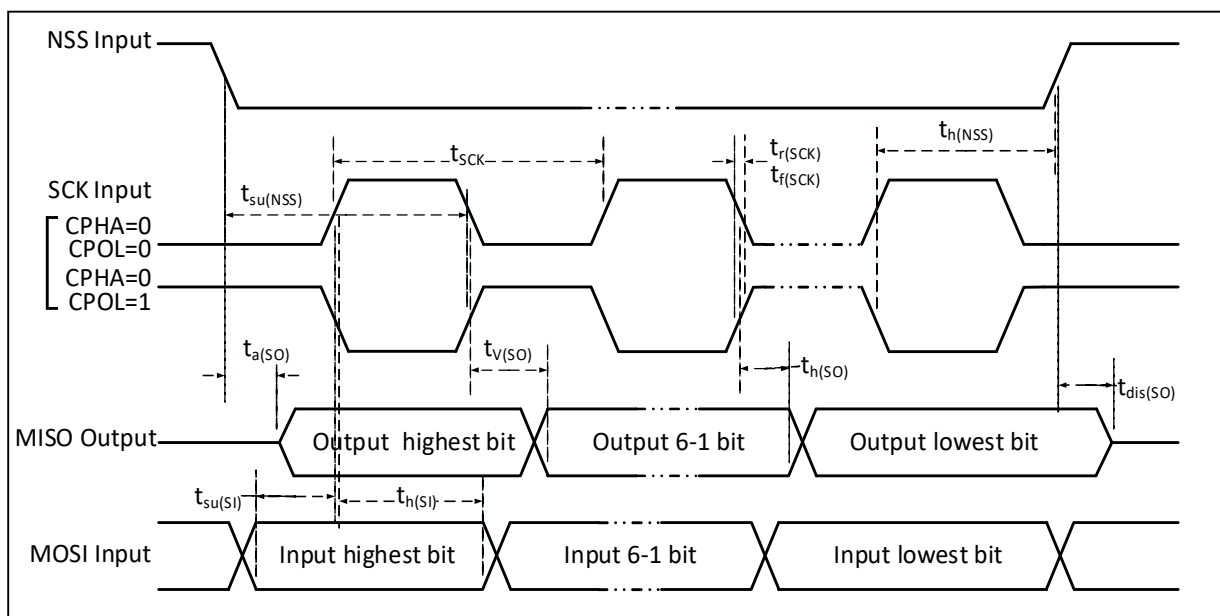 NSS Input
th(NSS)
tSCK
tr(SCK)
tf(SCK)
SCK Input
tsu(NSS)
CPHA=0
CPOL=0
CPHA=0
CPOL=1
ta(SO)
tV(SO)
th(SO)
tdis(SO)
MISO Output
Output highest bit
Output 6-1 bit
Output lowest bit
tsu(SI)
th(SI)
MOSI Input
Input highest bit
Input 6-1 bit
Input lowest bit